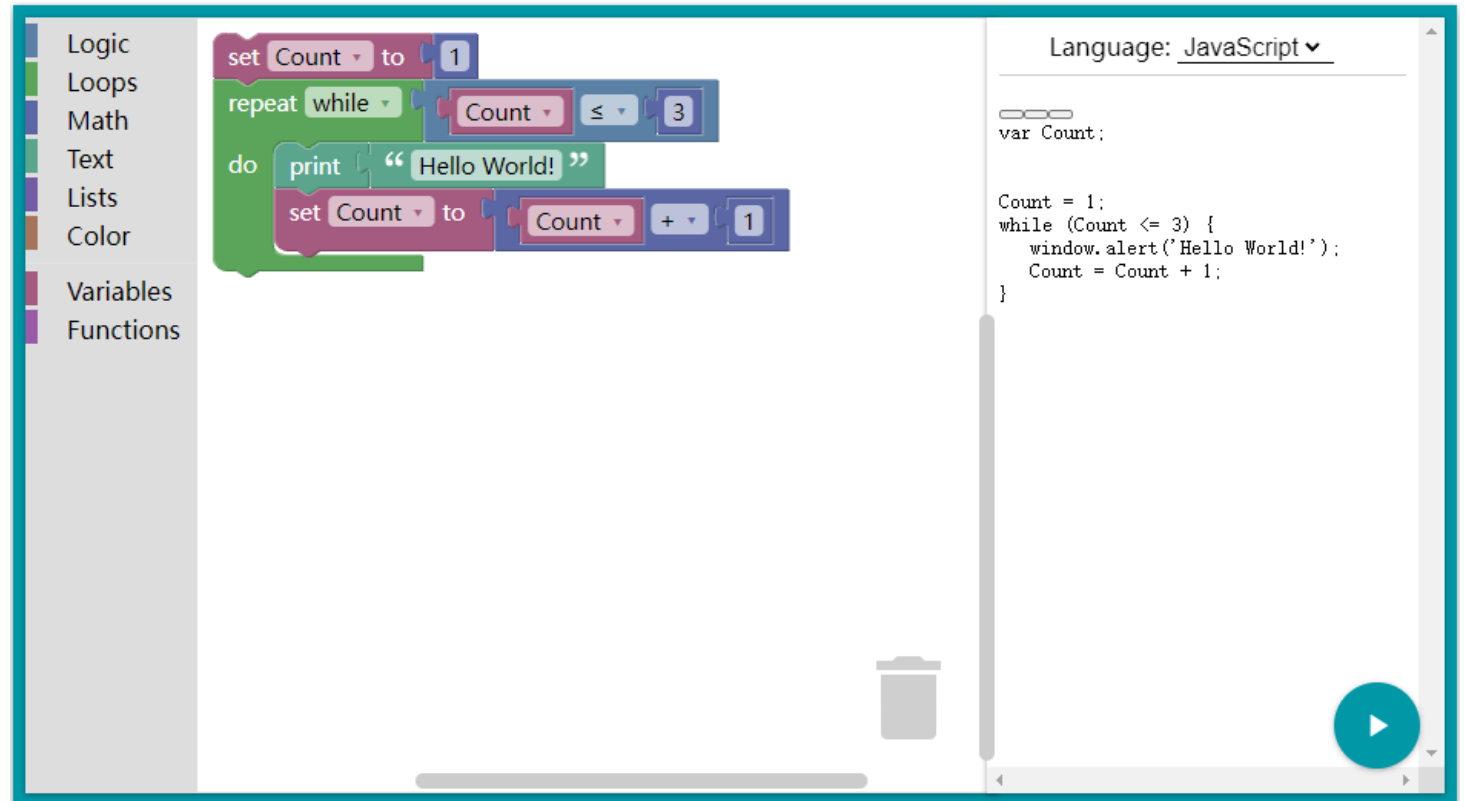 Logic
Loops
Math
Text
Lists
Color
Variables
Functions
set Count to 1
repeat while Count ≤ 3
do print “ Hello World! ”
set Count to Count + 1
Language: JavaScript
var Count;
Count = 1;
while (Count <= 3) {
window.alert('Hello World!');
Count = Count + 1;
}